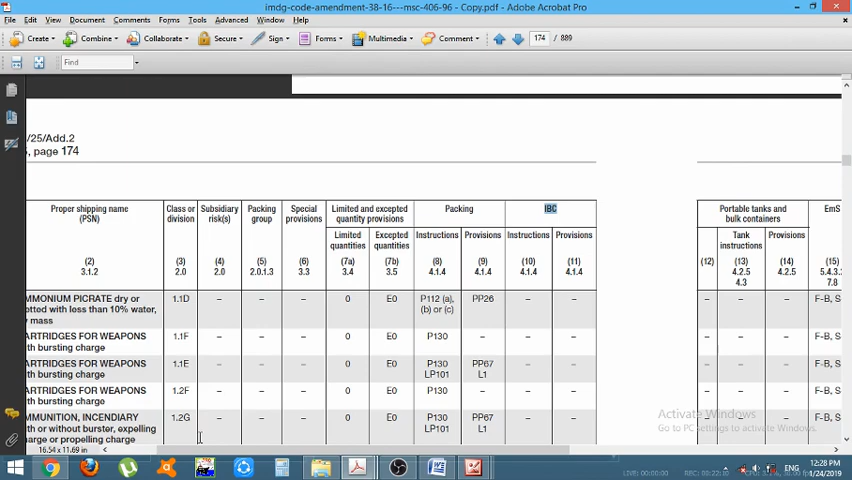 imdg-code-amendment-38-16---msc-406-96 - Copy.pdf - Adobe Acrobat Pro
File Edit View Document Comments Forms Tools Advanced Window Help
Create Combine Collaborate Secure Sign Forms Multimedia Comment 174 / 889
Find
/25/Add.2
, page 174
Proper shipping name (PSN) Class or division Subsidiary risk(s) Packing group Special provisions Limited and excepted quantity provisions Packing IBC Portable tanks and bulk containers EmS
Limited quantities Excepted quantities Instructions Provisions Instructions Provisions Tank instructions Provisions
(2) (3) (4) (5) (6) (7a) (7b) (8) (9) (10) (11) (12) (13) (14) (15)
3.1.2 2.0 2.0 2.0.1.3 3.3 3.4 3.5 4.1.4 4.1.4 4.1.4 4.1.4 4.2.5 4.2.5 5.4.3.
4.3 7.8
MMONIUM PICRATE dry or 1.1D – – – – 0 E0 P112 (a), PP26 – – – – – F-B, S
etted with less than 10% water, (b) or (c)
y mass
ARTRIDGES FOR WEAPONS 1.1F – – – 0 E0 P130 – – – – – – F-B, S
th bursting charge
ARTRIDGES FOR WEAPONS 1.1E – – – 0 E0 P130 PP67 – – – – – F-B, S
th bursting charge LP101 L1
ARTRIDGES FOR WEAPONS 1.2F – – – 0 E0 P130 – – – – – – F-B, S
th bursting charge
MMUNITION, INCENDIARY 1.2G – – – 0 E0 P130 PP67 – – – – – F-B, S
th or without burster, expelling LP101 L1
harge or propelling charge
Activate Windows
Go to PC settings to activate Windows.
16.54 x 11.69 in
ENG 12:28 PM
1/24/2019
LIVE: 00:00:00